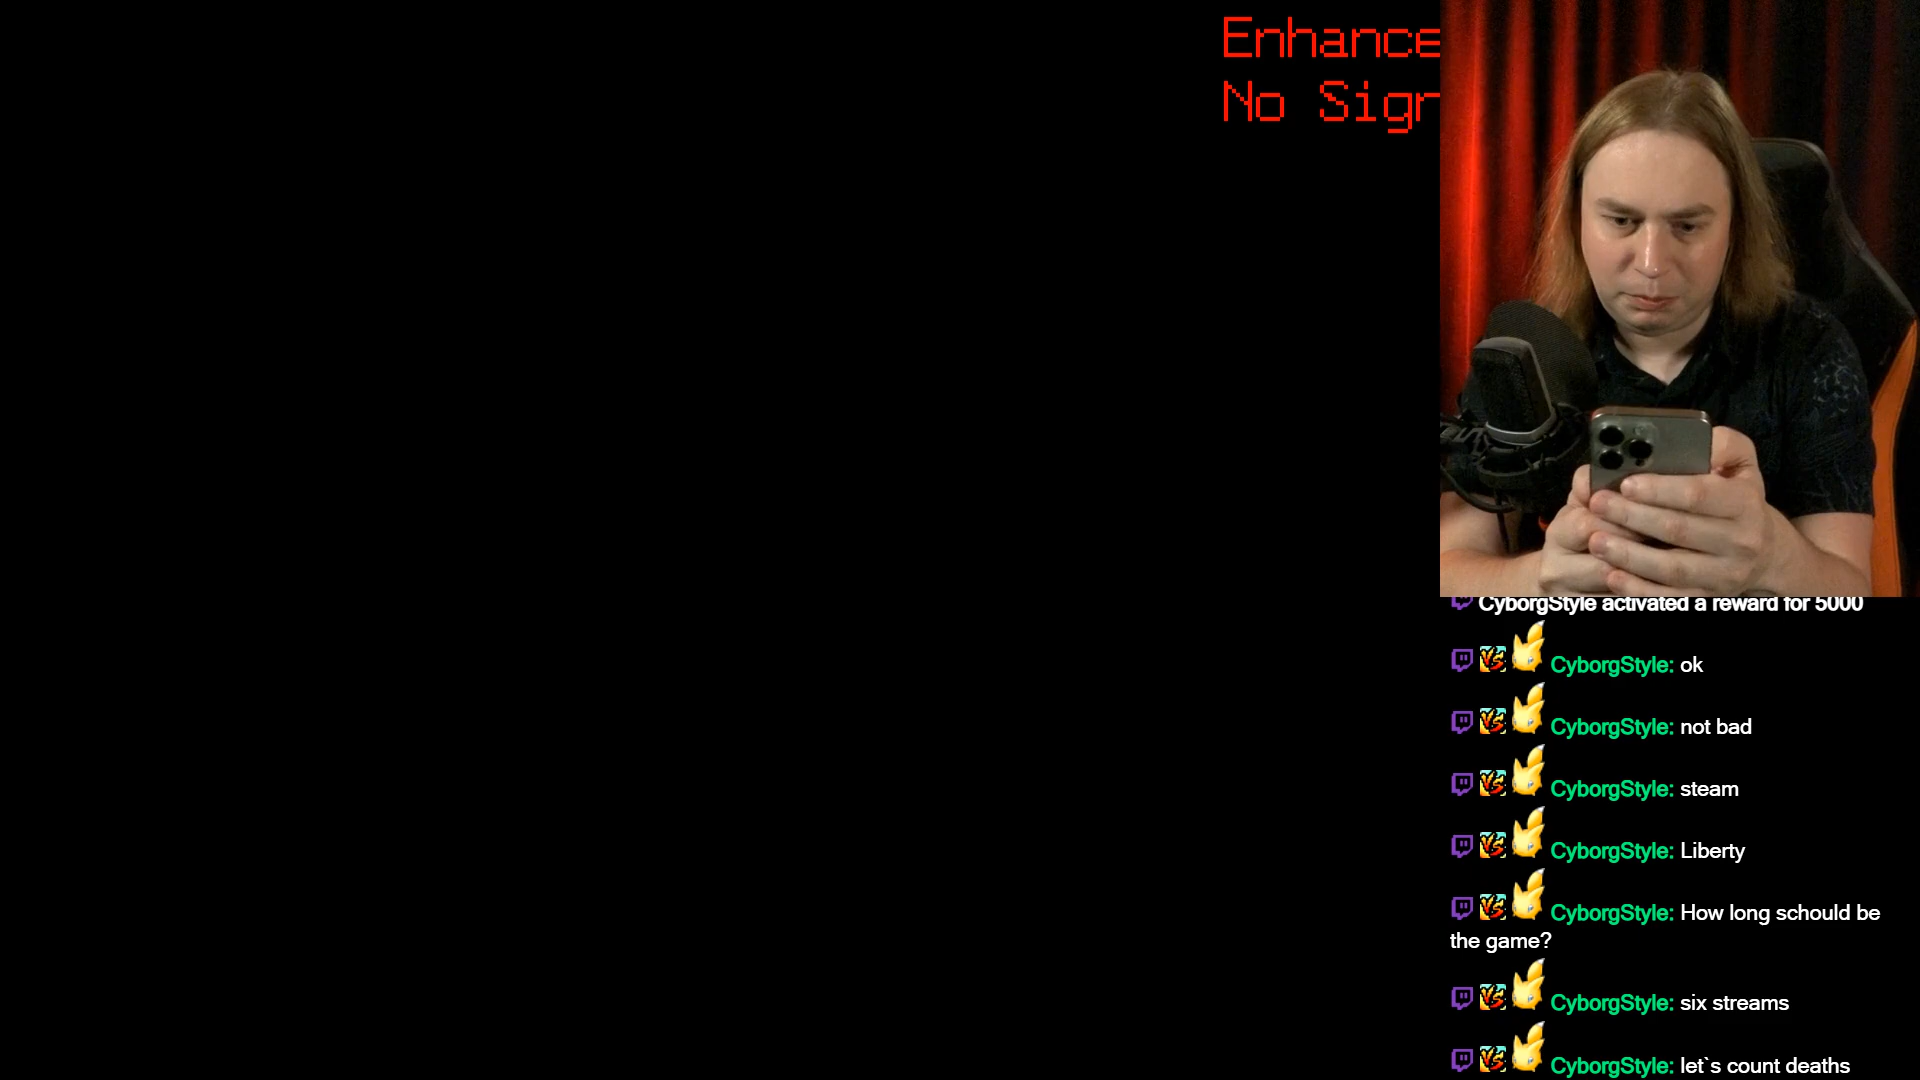 Enhance
No Sign
CyborgStyle activated a reward for 5000
CyborgStyle: ok
CyborgStyle: not bad
CyborgStyle: steam
CyborgStyle: Liberty
CyborgStyle: How long schould be
the game?
CyborgStyle: six streams
CyborgStyle: let`s count deaths